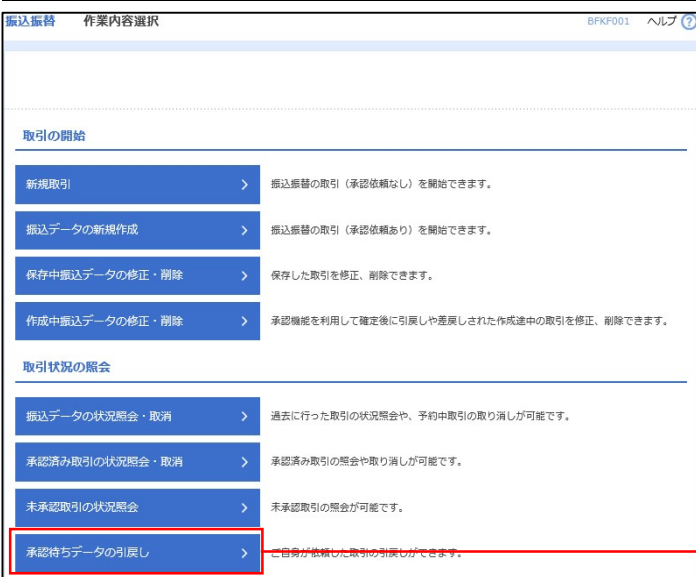 振込振替 作業内容選択 BFKF001 ヘルプ ?
取引の開始
新規取引 振込振替の取引（承認依頼なし）を開始できます。
振込データの新規作成 振込振替の取引（承認依頼あり）を開始できます。
保存中振込データの修正・削除 保存した取引を修正、削除できます。
作成中振込データの修正・削除 承認機能を利用して確定後に引戻しや差戻しされた作成途中の取引を修正、削除できます。
取引状況の照会
振込データの状況照会・取消 過去に行った取引の状況照会や、予約中取引の取り消しが可能です。
承認済み取引の状況照会・取消 承認済み取引の照会や取り消しが可能です。
未承認取引の状況照会 未承認取引の照会が可能です。
承認待ちデータの引戻し ご自身が依頼した取引の引戻しができます。